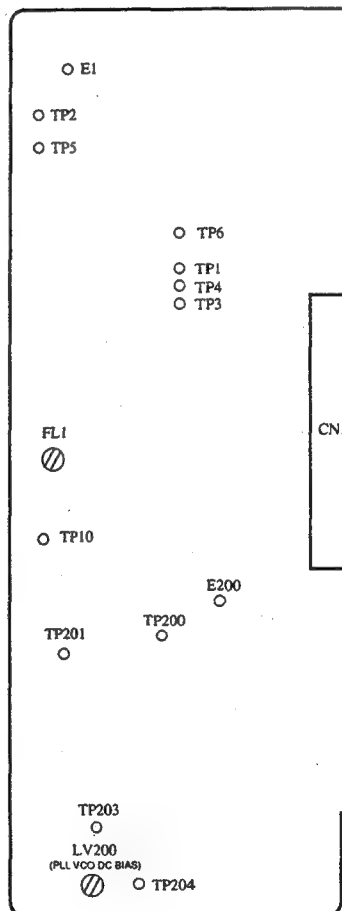 E1
TP2
TP5
TP6
TP1
TP4
TP3
FL1
CN
TP10
E200
TP200
TP201
TP203
LV200
(PLL VCO DC BIAS)
TP204